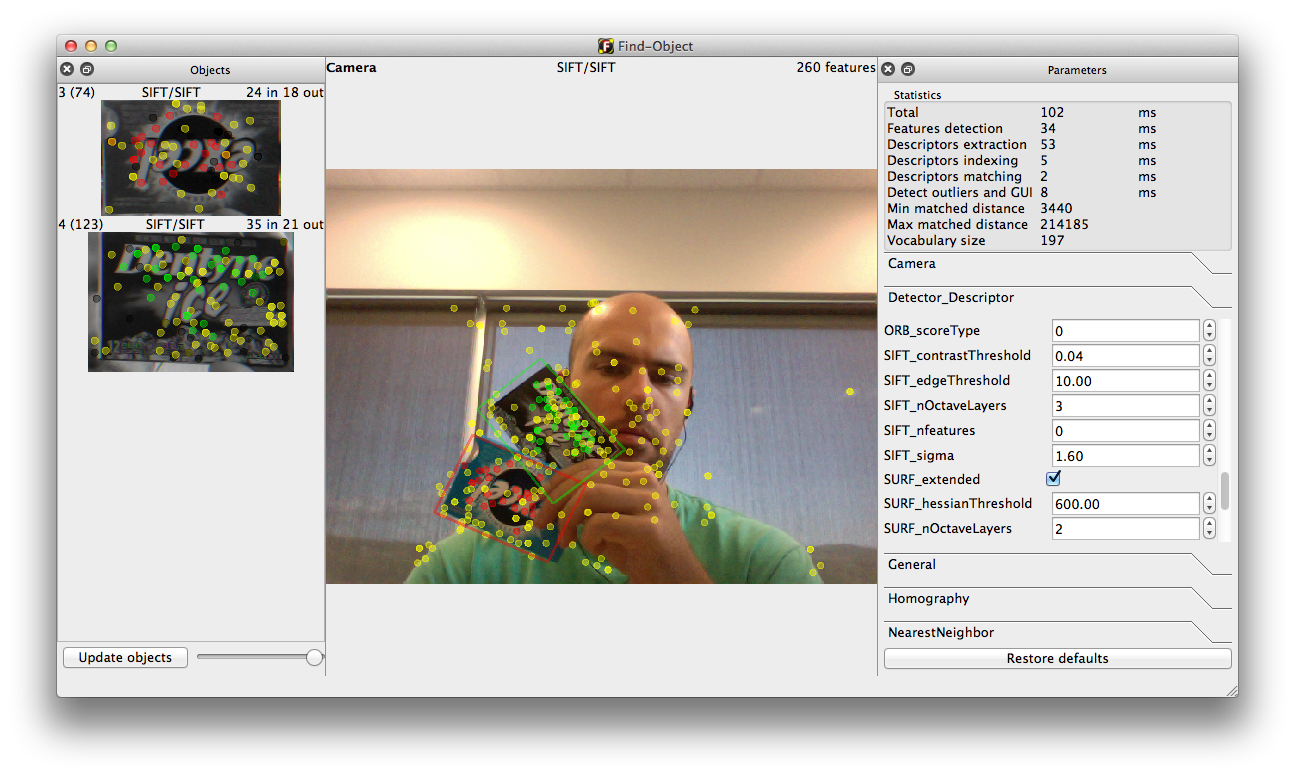 Find-Object
Objects
3 (74) SIFT/SIFT 24 in 18 out
4 (123) SIFT/SIFT 35 in 21 out
Dentyne
ice
Update objects
Camera SIFT/SIFT 260 features
Parameters
Statistics
Total 102 ms
Features detection 34 ms
Descriptors extraction 53 ms
Descriptors indexing 5 ms
Descriptors matching 2 ms
Detect outliers and GUI 8 ms
Min matched distance 3440
Max matched distance 214185
Vocabulary size 197
Camera
Detector_Descriptor
ORB_scoreType 0
SIFT_contrastThreshold 0.04
SIFT_edgeThreshold 10.00
SIFT_nOctaveLayers 3
SIFT_nfeatures 0
SIFT_sigma 1.60
SURF_extended
SURF_hessianThreshold 600.00
SURF_nOctaveLayers 2
General
Homography
NearestNeighbor
Restore defaults